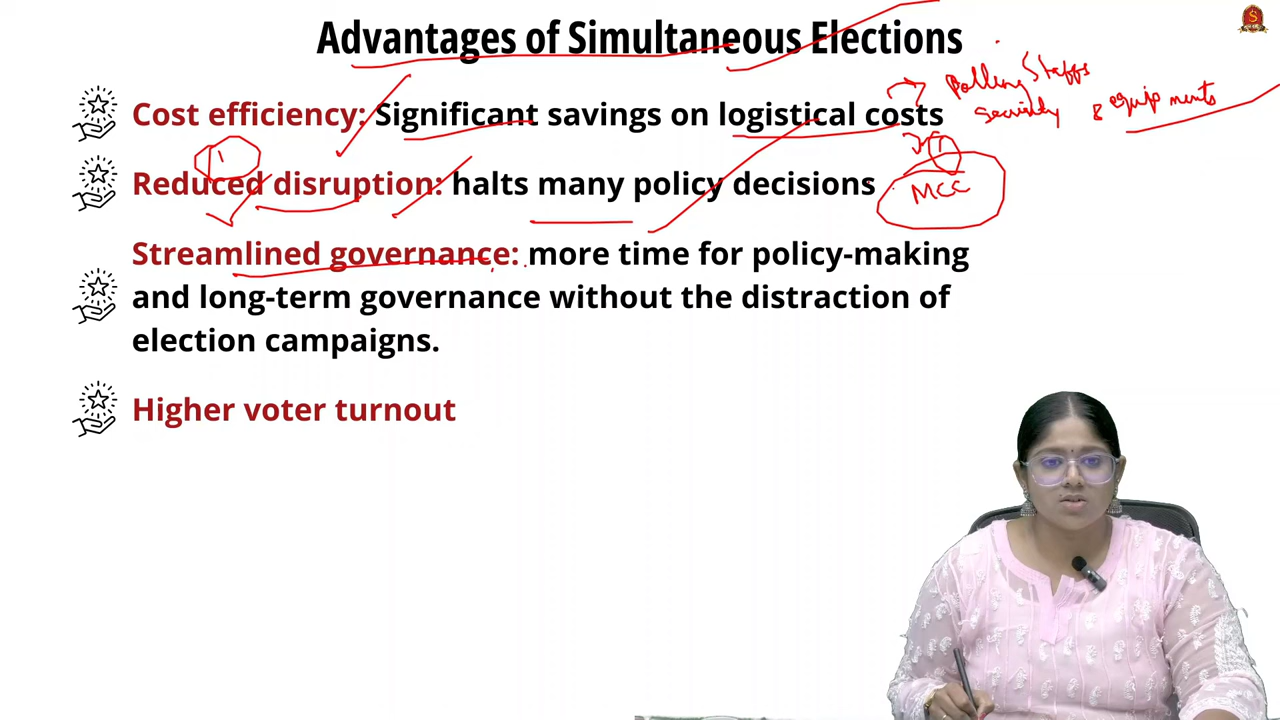 Advantages of Simultaneous Elections
Cost efficiency: Significant savings on logistical costs
Polling Staffs
security & equipments
Reduced disruption: halts many policy decisions
MCC
Streamlined governance: more time for policy-making
and long-term governance without the distraction of
election campaigns.
Higher voter turnout